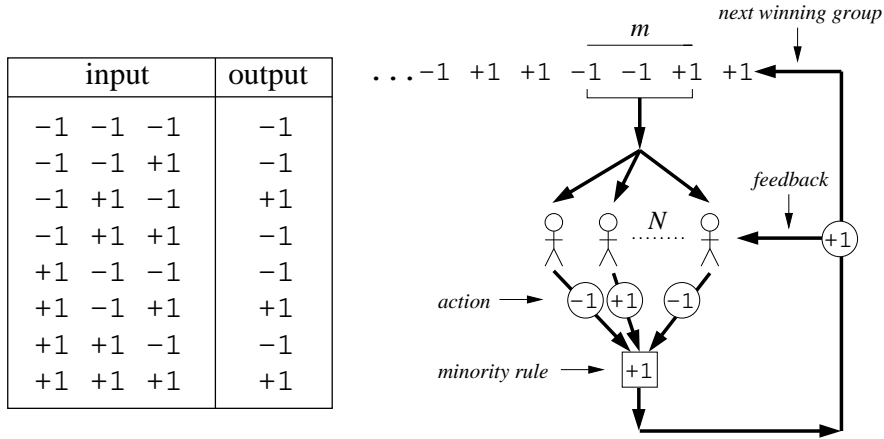 input output
−1 −1 −1 −1
−1 −1 +1 −1
−1 +1 −1 +1
−1 +1 +1 −1
+1 −1 −1 −1
+1 −1 +1 +1
+1 +1 −1 −1
+1 +1 +1 +1
next winning group
m
...−1 +1 +1 −1 −1 +1 +1
feedback
N
+1
action
−1 +1 −1
minority rule
+1